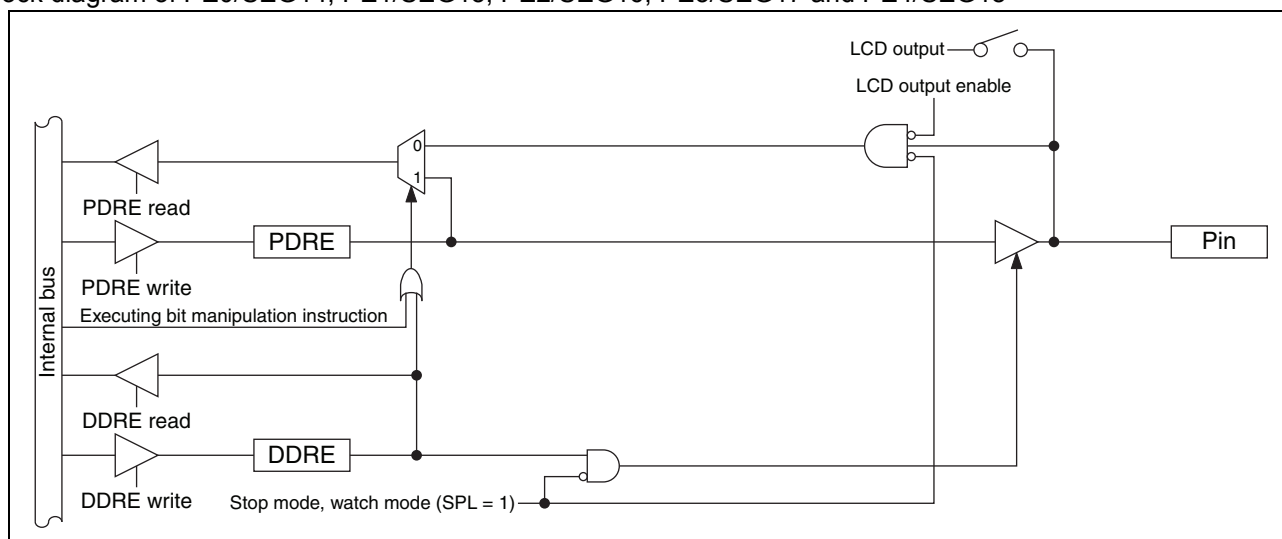 LCD output
LCD output enable
0
1
PDRE read
PDRE
Pin
PDRE write
Executing bit manipulation instruction
Internal bus
DDRE read
DDRE
DDRE write
Stop mode, watch mode (SPL = 1)